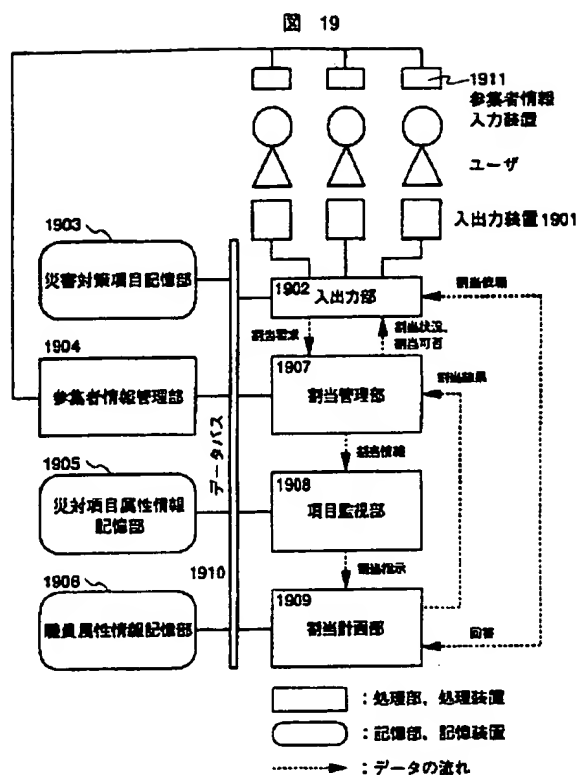 図 19
1911
参集者情報
入力装置
ユーザ
入出力装置1901
1903
災害対策項目記憶部
1902
入出力部
割当依頼
割当要求
割当状況、
割当可否
1904
参集者情報管理部
1907
割当管理部
割当結果
データバス
割当情報
1905
災対項目属性情報
記憶部
1908
項目監視部
1910
割当指示
1906
職員属性情報記憶部
1909
割当計画部
回答
：処理部、処理装置
：記憶部、記憶装置
：データの流れ